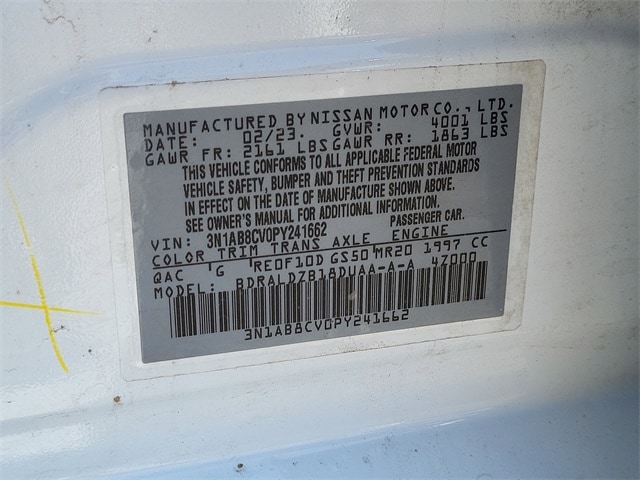 MANUFACTURED BY NISSAN MOTOR CO., LTD.
DATE: 02/23. GVWR: 4001 LBS
GAWR FR: 2161 LBS GAWR RR: 1863 LBS
THIS VEHICLE CONFORMS TO ALL APPLICABLE FEDERAL MOTOR
VEHICLE SAFETY, BUMPER AND THEFT PREVENTION STANDARDS
IN EFFECT ON THE DATE OF MANUFACTURE SHOWN ABOVE.
SEE OWNER'S MANUAL FOR ADDITIONAL INFORMATION.
VIN: 3N1AB8CV0PY241662 PASSENGER CAR.
COLOR TRIM TRANS AXLE ENGINE
QAC G RE0F10D GS50 MR20 1997 CC
MODEL: BDRALDZB18DUAA-A-A 4Z000
3N1AB8CV0PY241662